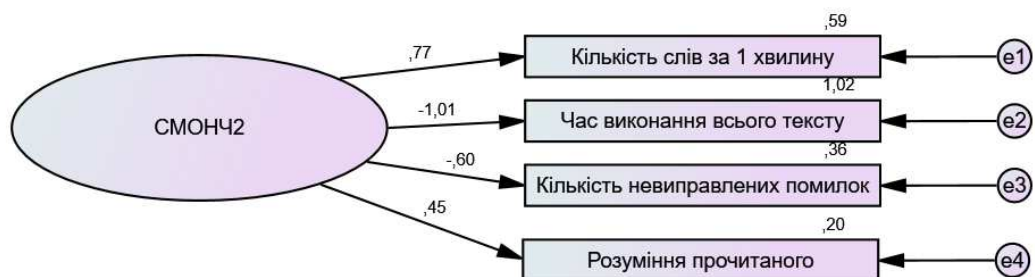 ,59
,77
Кількість слів за 1 хвилину
e1
1,02
-1,01
СМОНЧ2
Час виконання всього тексту
e2
,36
-,60
Кількість невиправлених помилок
e3
,45
,20
Розуміння прочитаного
e4